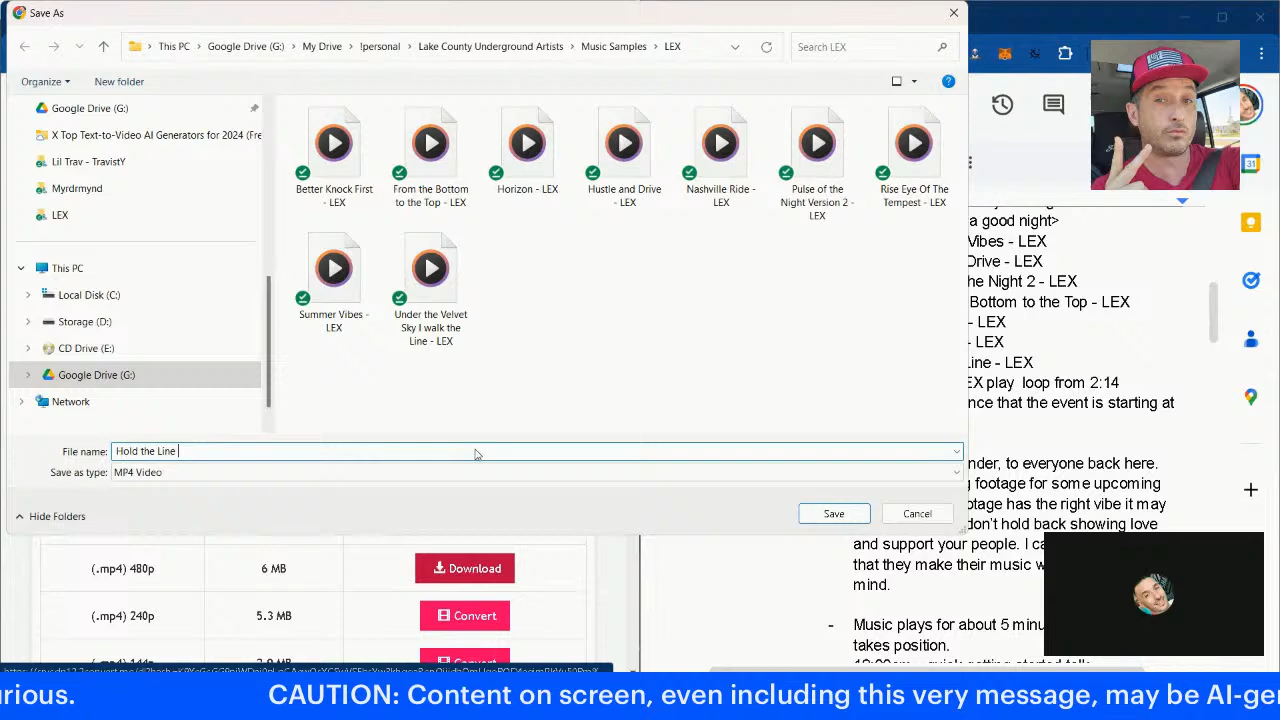 Save As
This PC > Google Drive (G:) > My Drive > !personal > Lake County Underground Artists > Music Samples > LEX
Search LEX
Organize
New folder
Google Drive (G:)
X Top Text-to-Video AI Generators for 2024 (Fre
Lil Trav - TravistY
Myrdrmynd
LEX
This PC
Local Disk (C:)
Storage (D:)
CD Drive (E:)
Google Drive (G:)
Network
Better Knock First
- LEX
From the Bottom
to the Top - LEX
Horizon - LEX
Hustle and Drive
- LEX
Nashville Ride -
LEX
Pulse of the
Night Version 2 -
LEX
Rise Eye Of The
Tempest - LEX
Summer Vibes -
LEX
Under the Velvet
Sky I walk the
Line - LEX
File name: Hold the Line
Save as type: MP4 Video
Hide Folders
Save
Cancel
(.mp4) 480p 6 MB Download
(.mp4) 240p 5.3 MB Convert
31
a good night>
Vibes - LEX
Drive - LEX
he Night 2 - LEX
Bottom to the Top - LEX
- LEX
- LEX
Line - LEX
EX play loop from 2:14
nce that the event is starting at
nder, to everyone back here.
footage for some upcoming
otage has the right vibe it may
don't hold back showing love
and support your people. I ca
that they make their music w
mind.
- Music plays for about 5 minu
takes position.
urious. CAUTION: Content on screen, even including this very message, may be AI-ge